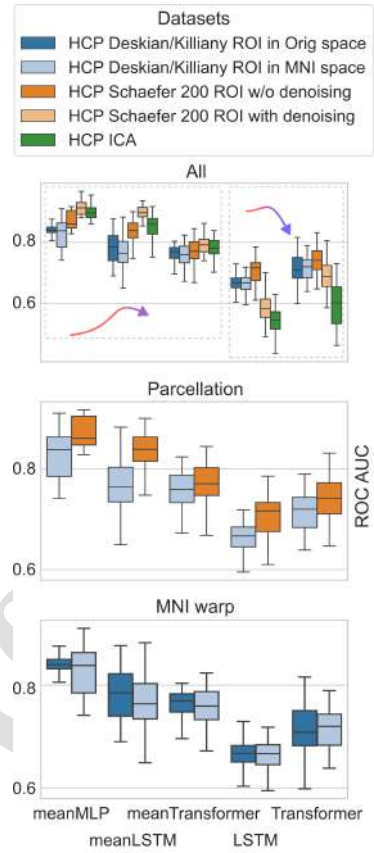 Datasets
HCP Deskian/Killiany ROI in Orig space
HCP Deskian/Killiany ROI in MNI space
HCP Schaefer 200 ROI w/o denoising
HCP Schaefer 200 ROI with denoising
HCP ICA
All
0.8
0.6
Parcellation
0.8
0.6
ROC AUC
MNI warp
0.8
0.6
meanMLP meanTransformer Transformer
meanLSTM LSTM